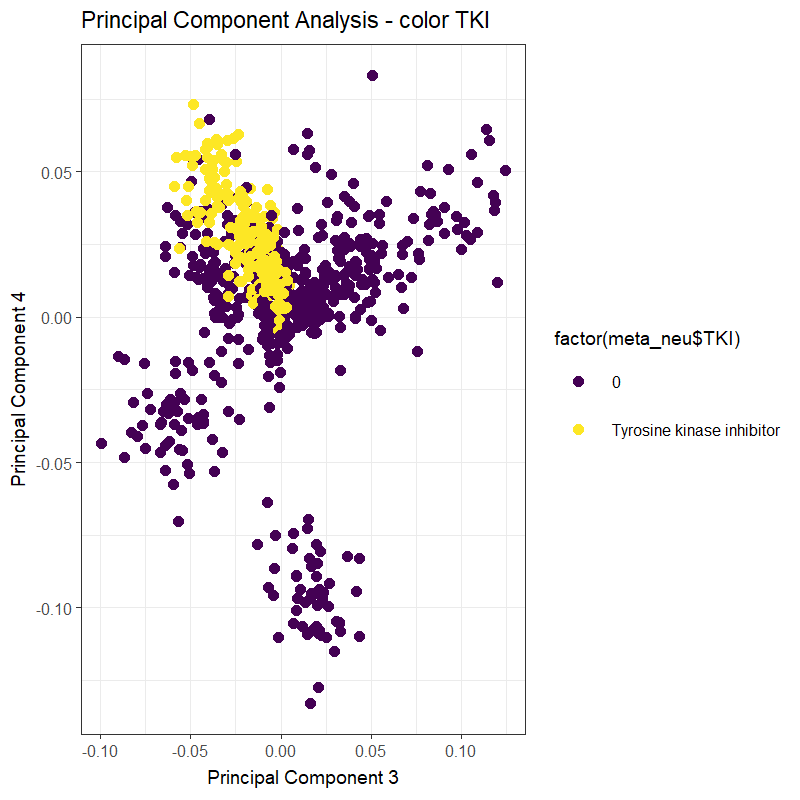 Principal Component Analysis - color TKI
Principal Component 4
0.05
0.00
-0.05
-0.10
-0.10 -0.05 0.00 0.05 0.10
Principal Component 3
factor(meta_neu$TKI)
0
Tyrosine kinase inhibitor